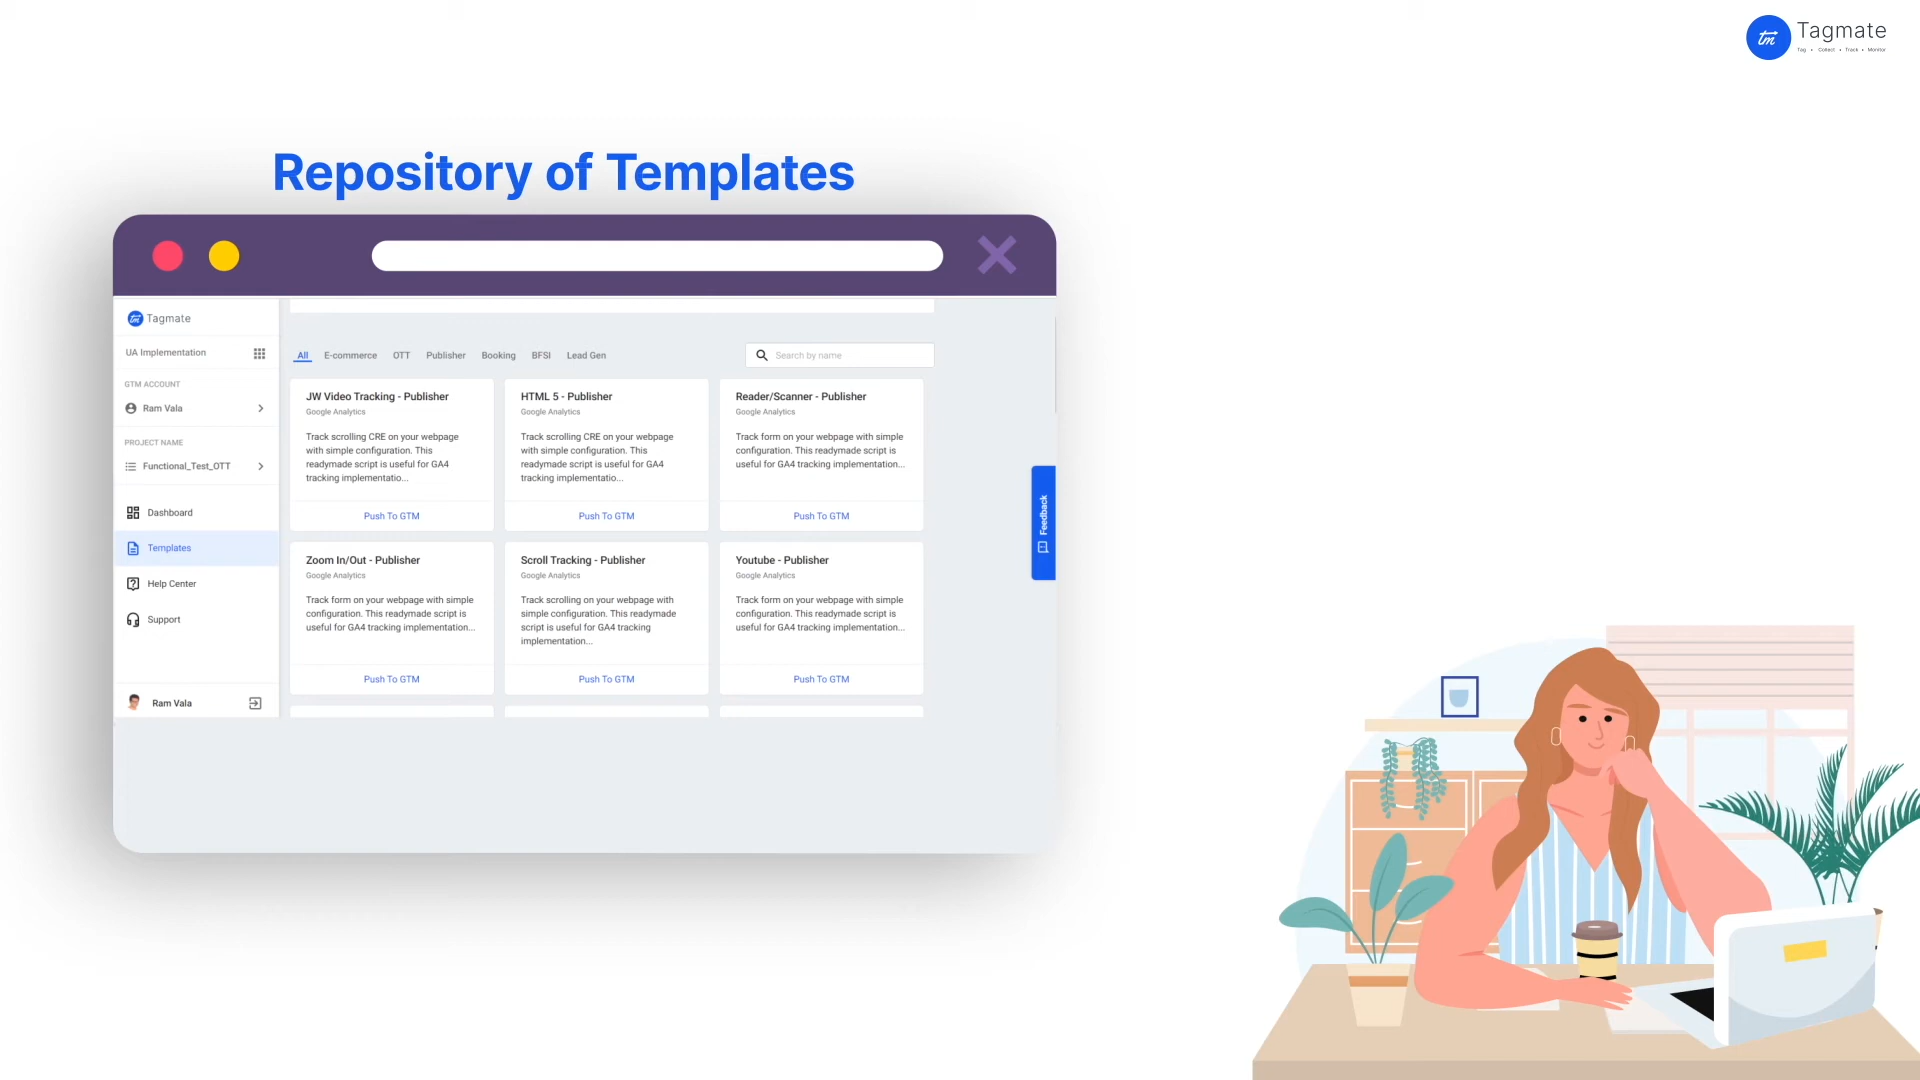 tm Tagmate
Tag • Collect • Track • Monitor
Repository of Templates
tm Tagmate
UA Implementation
GTM ACCOUNT
Ram Vala
PROJECT NAME
Functional_Test_OTT
Dashboard
Templates
Help Center
Support
Ram Vala
All E-commerce OTT Publisher Booking BFSI Lead Gen
Search by name
JW Video Tracking - Publisher
Google Analytics
Track scrolling CRE on your webpage
with simple configuration. This
readymade script is useful for GA4
tracking implementatio...
Push To GTM
HTML 5 - Publisher
Google Analytics
Track scrolling CRE on your webpage
with simple configuration. This
readymade script is useful for GA4
tracking implementatio...
Push To GTM
Reader/Scanner - Publisher
Google Analytics
Track form on your webpage with simple
configuration. This readymade script is
useful for GA4 tracking implementation...
Push To GTM
Zoom In/Out - Publisher
Google Analytics
Track form on your webpage with simple
configuration. This readymade script is
useful for GA4 tracking implementation...
Push To GTM
Scroll Tracking - Publisher
Google Analytics
Track scrolling on your webpage with
simple configuration. This readymade
script is useful for GA4 tracking
implementation...
Push To GTM
Youtube - Publisher
Google Analytics
Track form on your webpage with simple
configuration. This readymade script is
useful for GA4 tracking implementation...
Push To GTM
Feedback